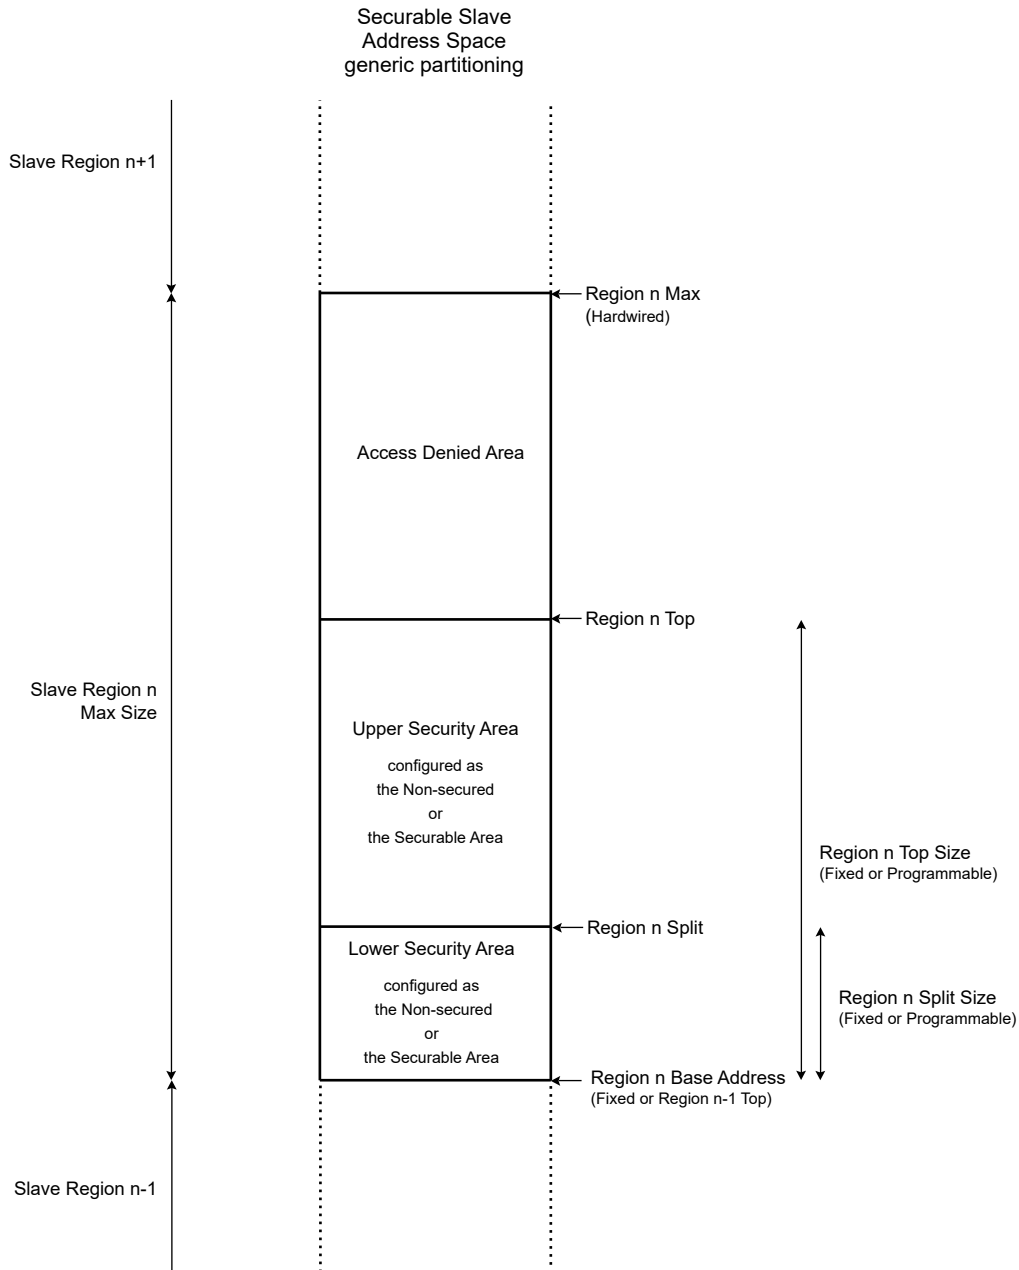 Securable Slave
Address Space
generic partitioning
Slave Region n+1
Region n Max
(Hardwired)
Access Denied Area
Region n Top
Slave Region n
Max Size
Upper Security Area
configured as
the Non-secured
or
the Securable Area
Region n Top Size
(Fixed or Programmable)
Region n Split
Lower Security Area
configured as
the Non-secured
or
the Securable Area
Region n Split Size
(Fixed or Programmable)
Region n Base Address
(Fixed or Region n-1 Top)
Slave Region n-1